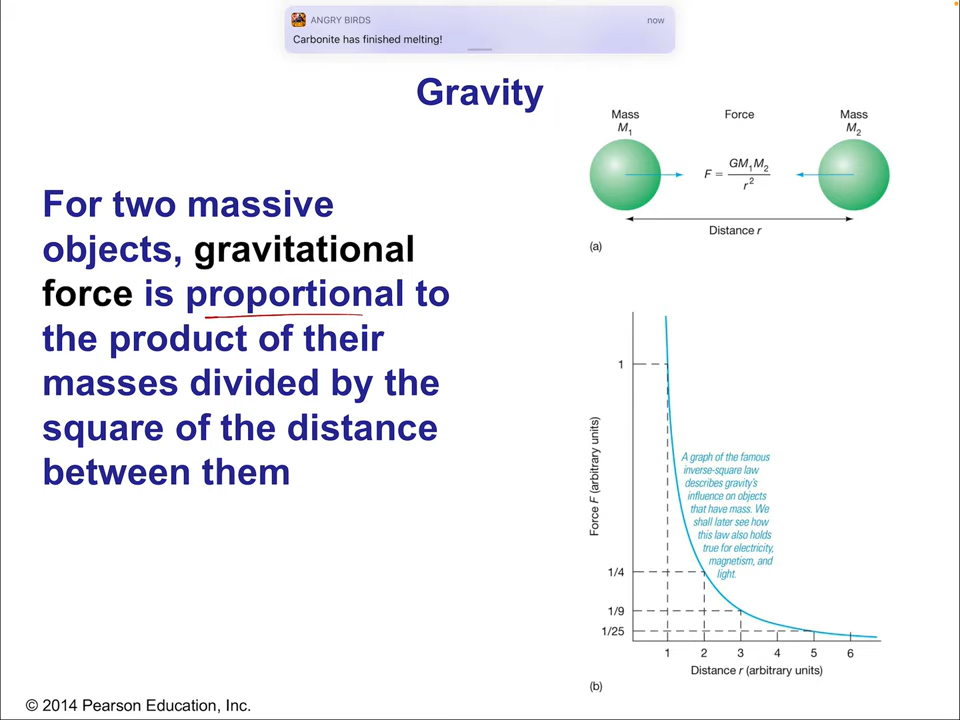 ANGRY BIRDS
now
Carbonite has finished melting!
Gravity
For two massive
objects, gravitational
force is proportional to
the product of their
masses divided by the
square of the distance
between them
Mass
M₁
Force
Mass
M₂
F = GM₁M₂ / r²
Distance r
(a)
Force F (arbitrary units)
1
1/4
1/9
1/25
A graph of the famous
inverse-square law
describes gravity's
influence on objects
that have mass. We
shall later see how
this law also holds
true for electricity,
magnetism, and
light.
1 2 3 4 5 6
Distance r (arbitrary units)
(b)
© 2014 Pearson Education, Inc.